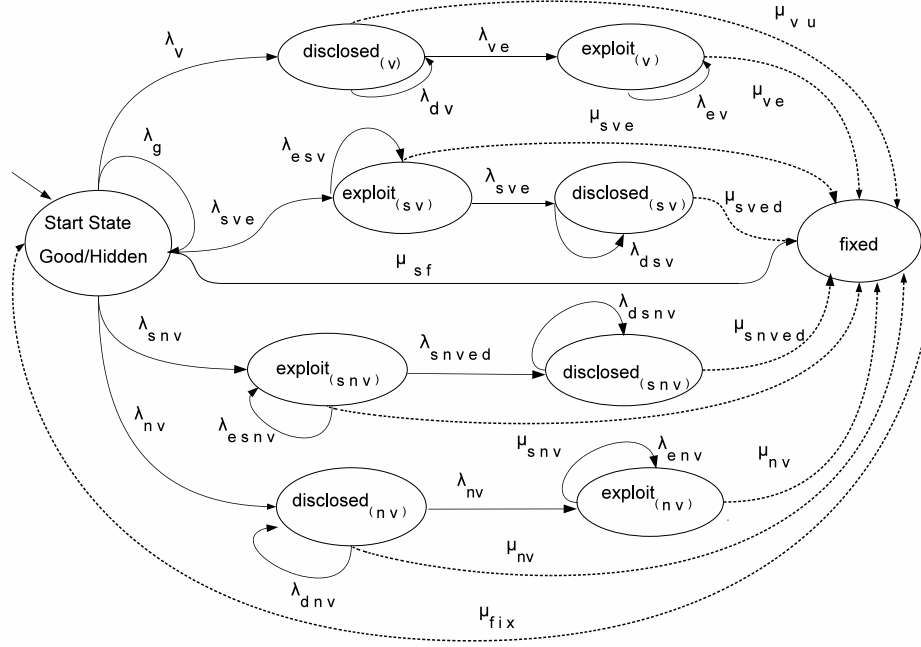 μ v u
λ v
disclosed (v)
λ v e
exploit (v)
λ d v
λ e v
μ v e
λ g
λ e s v
μ s v e
exploit (s v)
λ s v e
disclosed (s v)
μ s v e d
λ s v e
Start State
Good/Hidden
λ d s v
fixed
μ s f
λ s n v
λ d s n v
λ s n v e d
μ s n v e d
exploit (s n v)
disclosed (s n v)
λ n v
λ e s n v
μ s n v
λ e n v
μ n v
disclosed (n v)
λ nv
exploit (n v)
μ nv
λ d n v
μ f i x